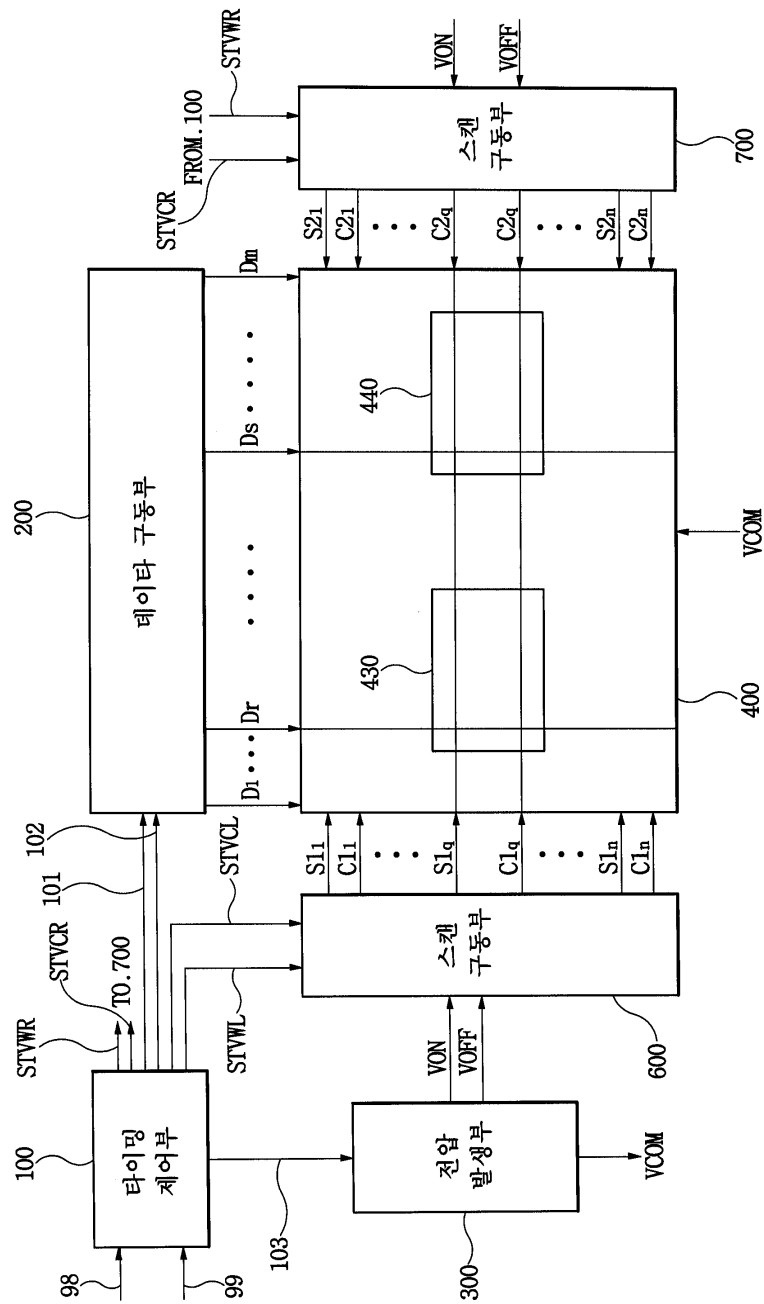 100
98
99
타이밍
제어부
STVWR
STVCR
TO.700
101
102
200
데이타 구동부
STVCL
STVWL
103
전압
발생부
300
VON
VOFF
VCOM
스캔
구동부
600
D₁ ···· Dr ····· Ds ····· Dm
S1₁
C1₁
S1q
C1q
S1n
C1n
430
440
400
VCOM
S2₁
C2₁
C2q
C2q
S2n
C2n
STVCR
FROM.100
STVWR
스캔
구동부
700
VON
VOFF